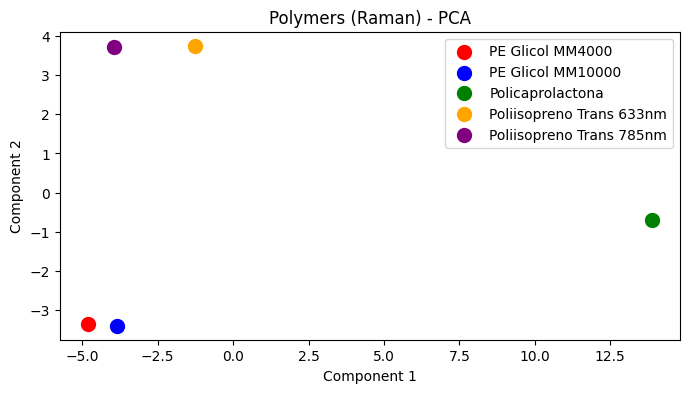 Polymers (Raman) - PCA
PE Glicol MM4000
PE Glicol MM10000
Policaprolactona
Poliisopreno Trans 633nm
Poliisopreno Trans 785nm
Component 2
4
3
2
1
0
−1
−2
−3
−5.0 −2.5 0.0 2.5 5.0 7.5 10.0 12.5
Component 1